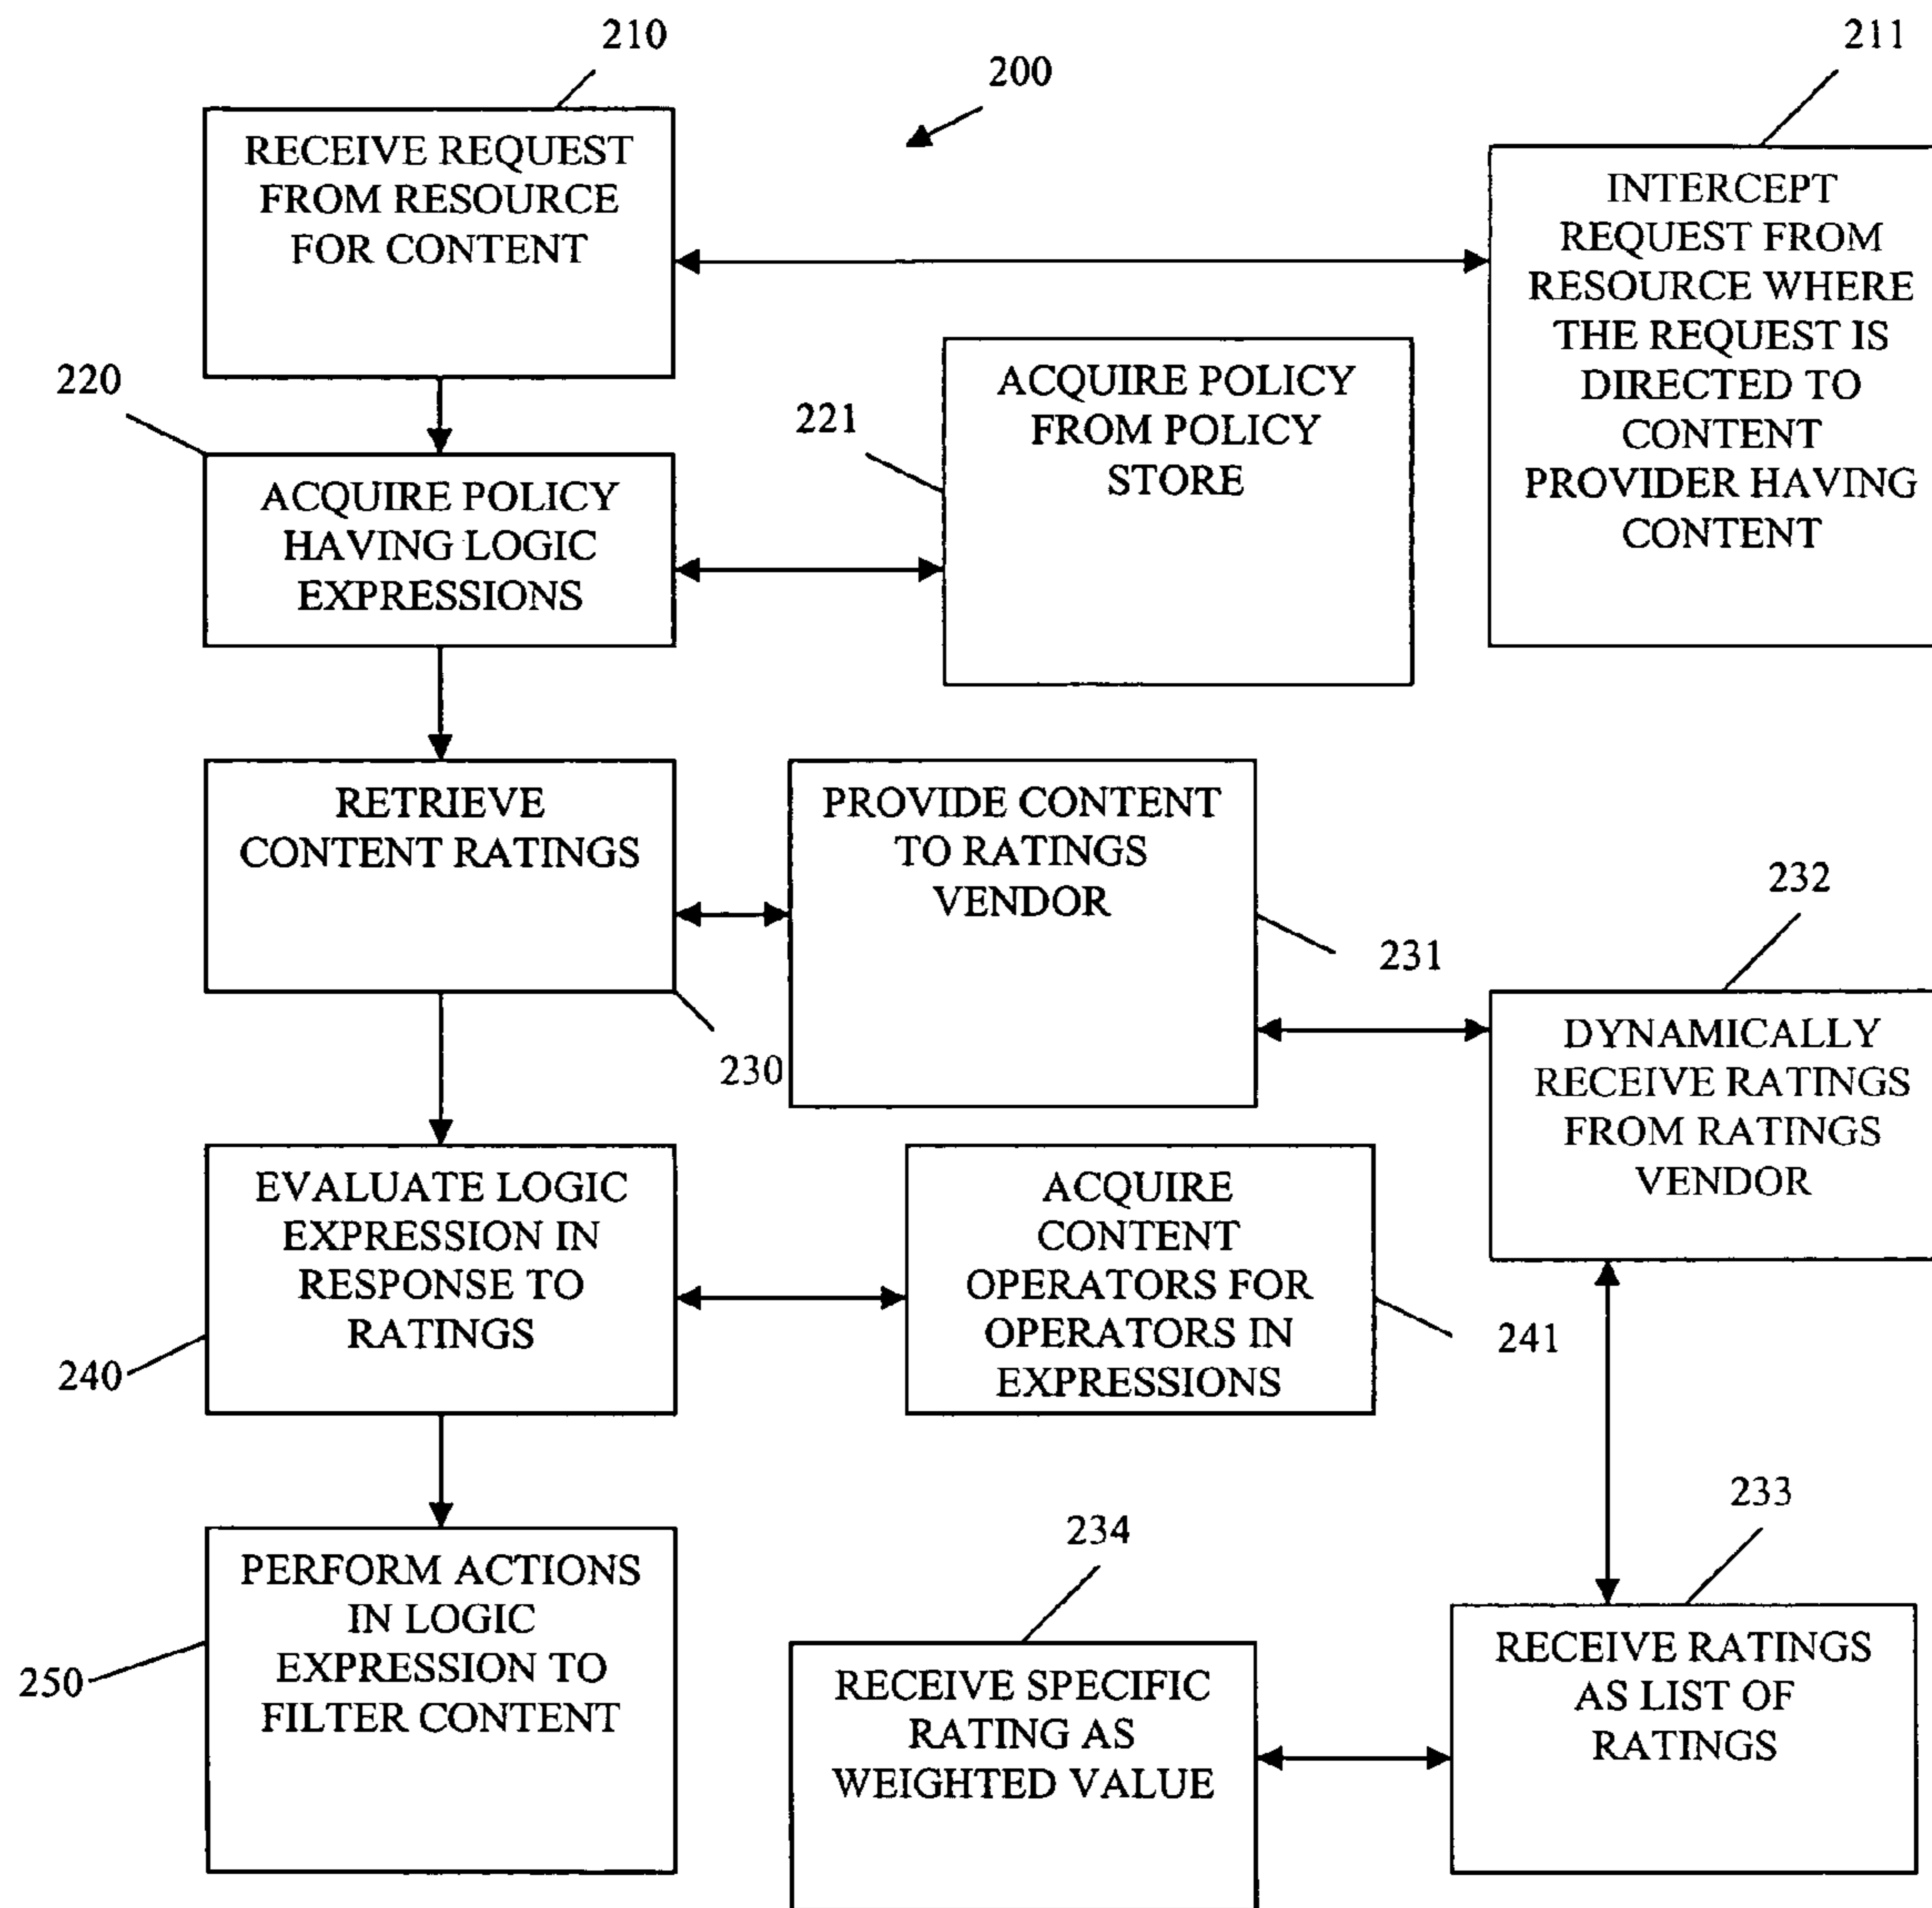 210
211
200
RECEIVE REQUEST
FROM RESOURCE
FOR CONTENT
INTERCEPT
REQUEST FROM
RESOURCE WHERE
THE REQUEST IS
DIRECTED TO
CONTENT
PROVIDER HAVING
CONTENT
220
221
ACQUIRE POLICY
FROM POLICY
STORE
ACQUIRE POLICY
HAVING LOGIC
EXPRESSIONS
RETRIEVE
CONTENT RATINGS
230
PROVIDE CONTENT
TO RATINGS
VENDOR
231
232
DYNAMICALLY
RECEIVE RATINGS
FROM RATINGS
VENDOR
EVALUATE LOGIC
EXPRESSION IN
RESPONSE TO
RATINGS
240
ACQUIRE
CONTENT
OPERATORS FOR
OPERATORS IN
EXPRESSIONS
241
PERFORM ACTIONS
IN LOGIC
EXPRESSION TO
FILTER CONTENT
250
234
RECEIVE SPECIFIC
RATING AS
WEIGHTED VALUE
233
RECEIVE RATINGS
AS LIST OF
RATINGS